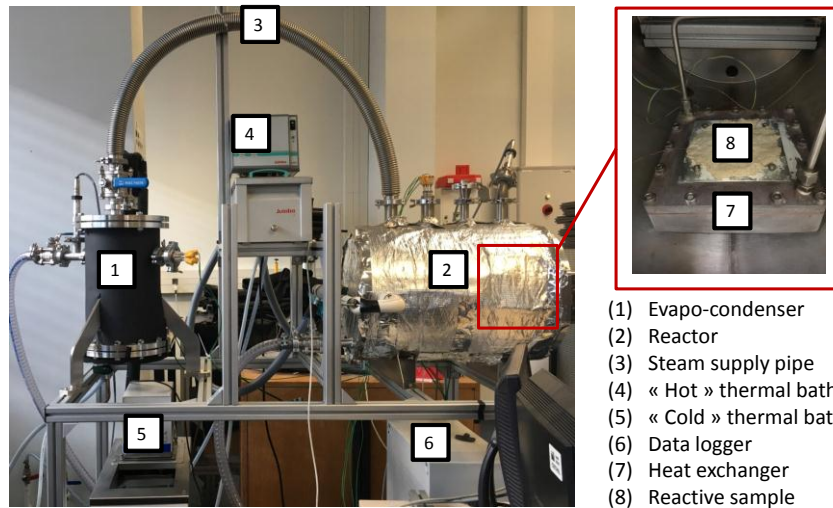 3
4
8
7
1
2
5
6
(1) Evapo-condenser
(2) Reactor
(3) Steam supply pipe
(4) « Hot » thermal bath
(5) « Cold » thermal bat
(6) Data logger
(7) Heat exchanger
(8) Reactive sample